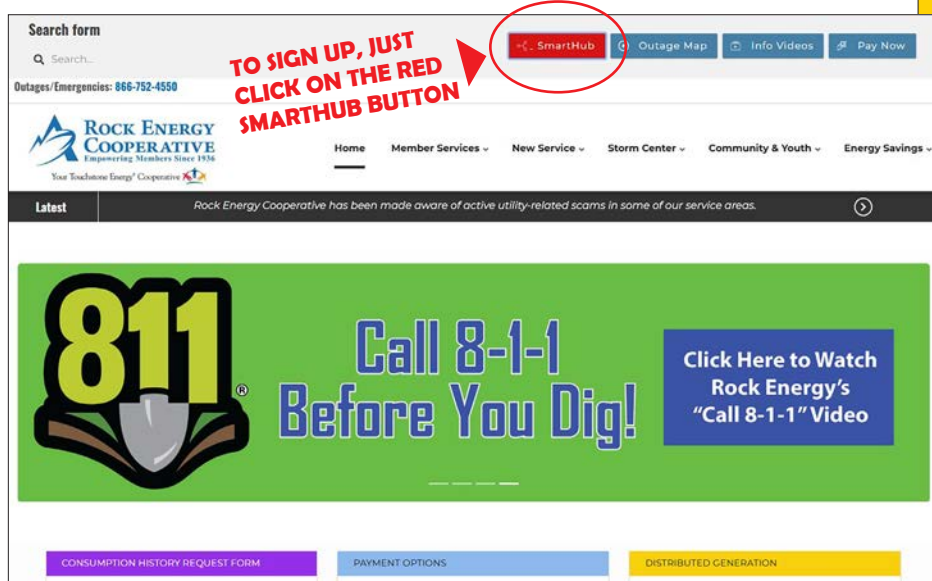 Search form
Search...
Outages/Emergencies: 866-752-4550
TO SIGN UP, JUST
CLICK ON THE RED
SMARTHUB BUTTON
SmartHub
Outage Map
Info Videos
Pay Now
ROCK ENERGY
COOPERATIVE
Empowering Members Since 1936
Your Touchstone Energy® Cooperative
Home
Member Services
New Service
Storm Center
Community & Youth
Energy Savings
Latest
Rock Energy Cooperative has been made aware of active utility-related scams in some of our service areas.
811®
Call 8-1-1
Before You Dig!
Click Here to Watch
Rock Energy's
"Call 8-1-1" Video
CONSUMPTION HISTORY REQUEST FORM
PAYMENT OPTIONS
DISTRIBUTED GENERATION